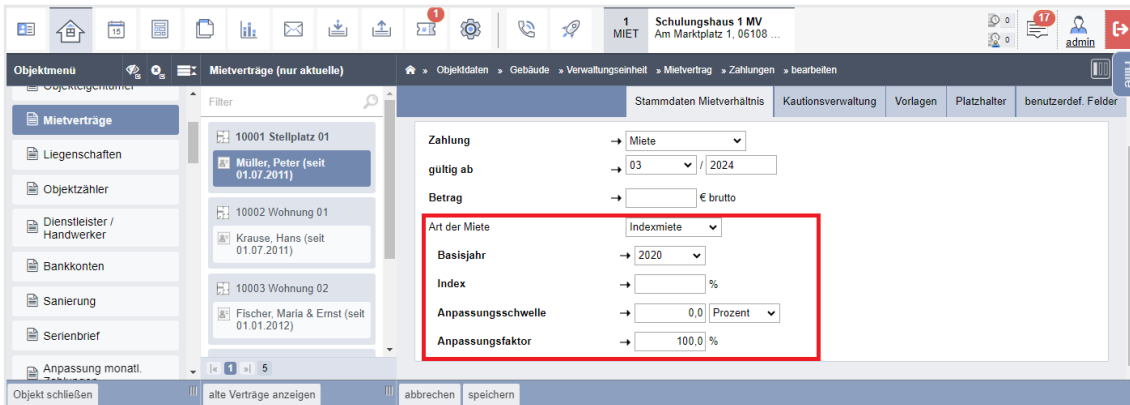 15
1
1
MIET
Schulungshaus 1 MV
Am Marktplatz 1, 06108 ...
0
0
17
admin
Objektmenü
Mietverträge (nur aktuelle)
» Objektdaten » Gebäude » Verwaltungseinheit » Mietvertrag » Zahlungen » bearbeiten
Hilfe
Objekteigentümer
Mietverträge
Liegenschaften
Objektzähler
Dienstleister /
Handwerker
Bankkonten
Sanierung
Serienbrief
Anpassung monatl.
Zahlungen
Filter
10001 Stellplatz 01
Müller, Peter (seit
01.07.2011)
10002 Wohnung 01
Krause, Hans (seit
01.07.2011)
10003 Wohnung 02
Fischer, Maria & Ernst (seit
01.01.2012)
1 5
Stammdaten Mietverhältnis Kautionsverwaltung Vorlagen Platzhalter benutzerdef. Felder
Zahlung → Miete
gültig ab → 03 / 2024
Betrag → € brutto
Art der Miete Indexmiete
Basisjahr → 2020
Index → %
Anpassungsschwelle → 0,0 Prozent
Anpassungsfaktor → 100,0 %
Objekt schließen
alte Verträge anzeigen
abbrechen speichern